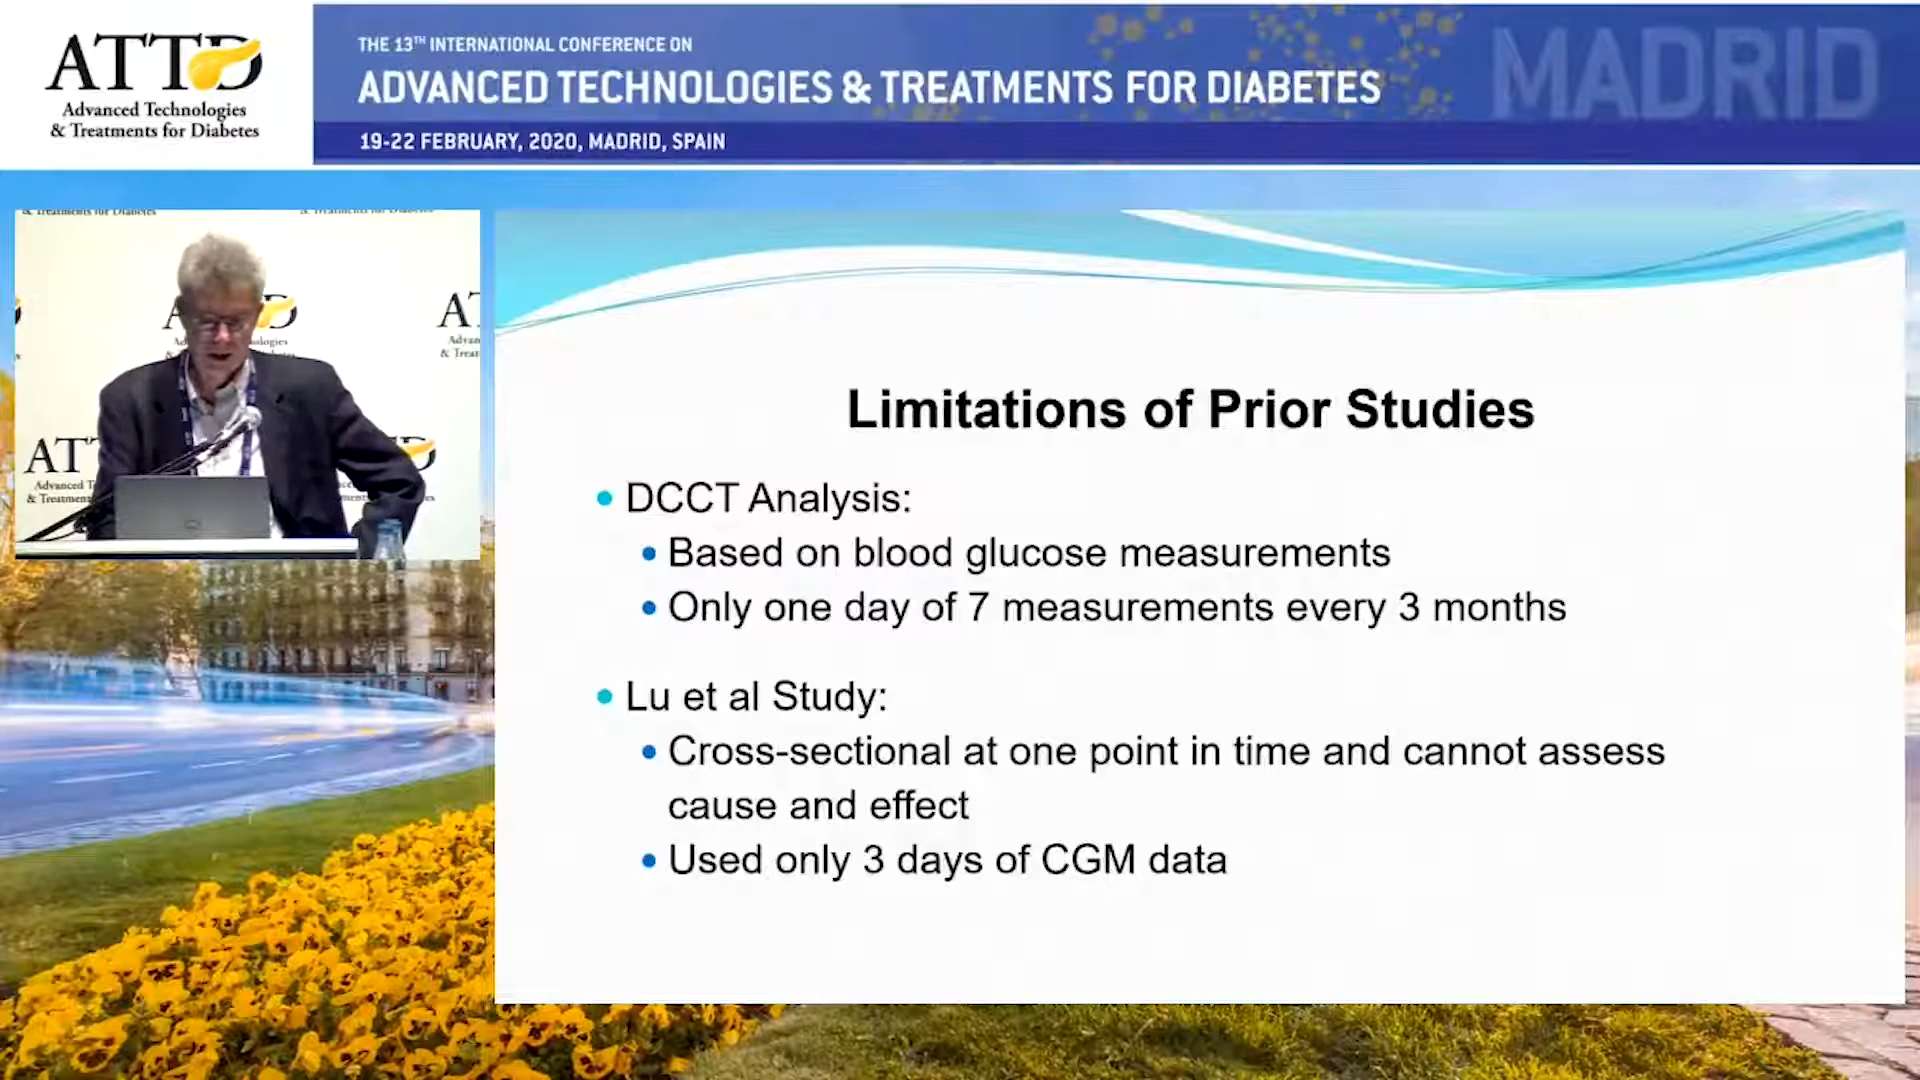 ATTD
Advanced Technologies
& Treatments for Diabetes
THE 13TH INTERNATIONAL CONFERENCE ON
ADVANCED TECHNOLOGIES & TREATMENTS FOR DIABETES
19-22 FEBRUARY, 2020, MADRID, SPAIN
MADRID
& Treatments for Diabetes
Limitations of Prior Studies
• DCCT Analysis:
• Based on blood glucose measurements
• Only one day of 7 measurements every 3 months
• Lu et al Study:
• Cross-sectional at one point in time and cannot assess
cause and effect
• Used only 3 days of CGM data